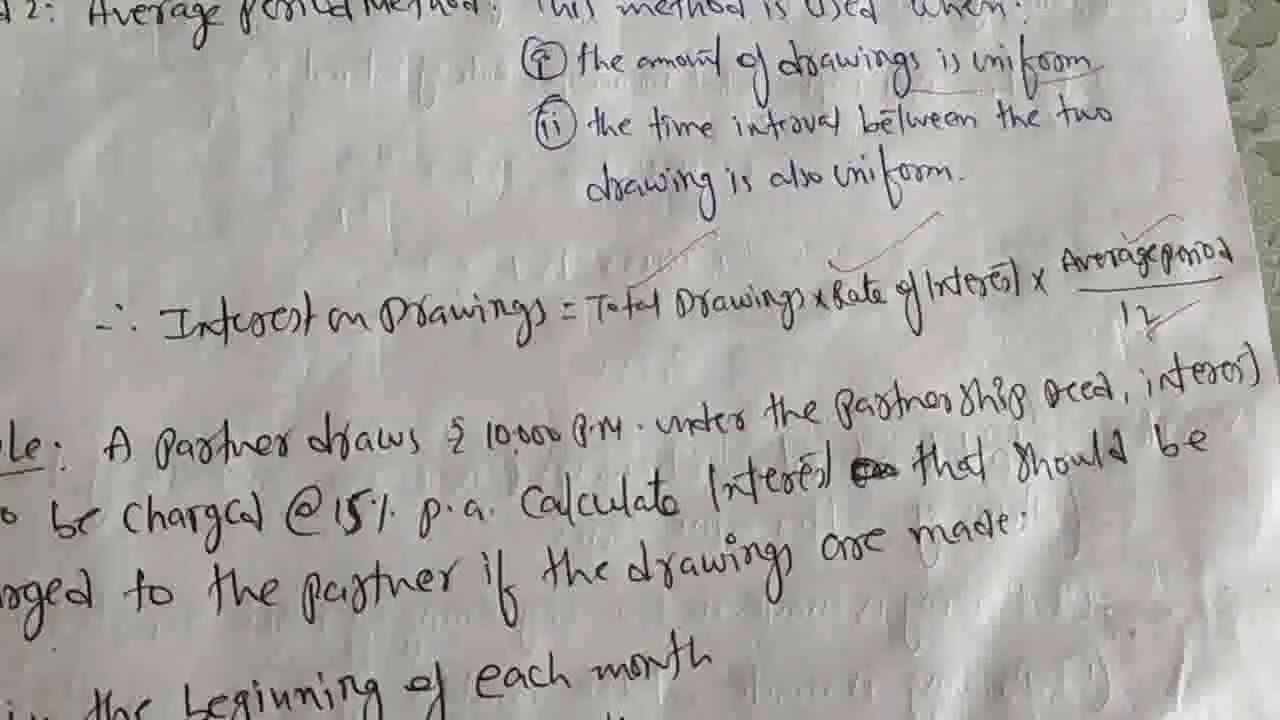 d 2: Average Period Method: This method is used when:
(i) the amount of drawings is uniform
(ii) the time intraval between the two
drawing is also uniform.
∴ Interest on Drawings = Total Drawings × Rate of Interest × Average period / 12
le: A partner draws ₹ 10,000 P.M. under the partnership deed, interest
o be charged @ 15% p.a. Calculate Interest that should be
arged to the partner if the drawings are made:
in the beginning of each month